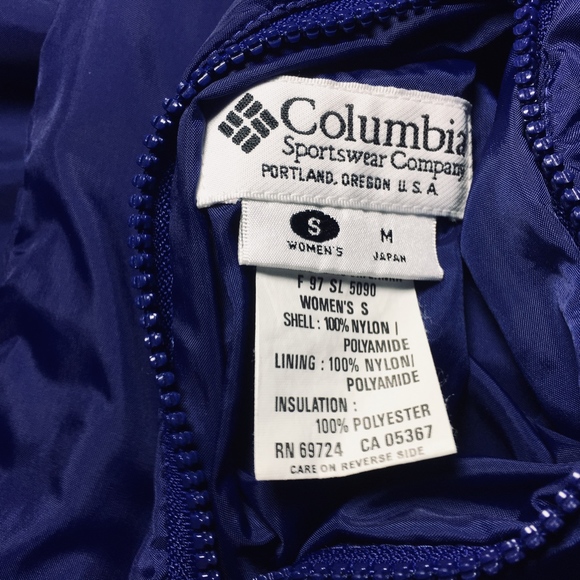 Columbia
Sportswear Company
PORTLAND, OREGON U.S.A
S M
WOMEN'S JAPAN
F 97 SL 5090
WOMEN'S S
SHELL : 100% NYLON /
POLYAMIDE
LINING : 100% NYLON/
POLYAMIDE
INSULATION :
100% POLYESTER
RN 69724 CA 05367
CARE ON REVERSE SIDE